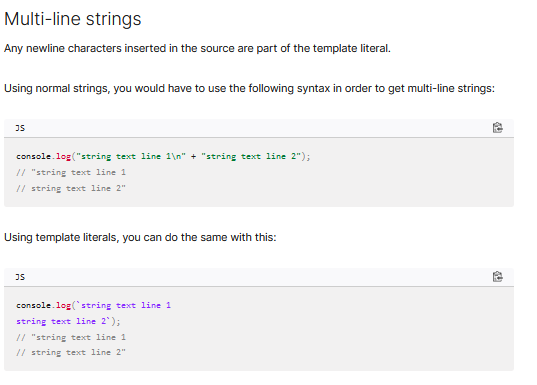 Multi-line strings
Any newline characters inserted in the source are part of the template literal.
Using normal strings, you would have to use the following syntax in order to get multi-line strings:
JS
console.log("string text line 1\n" + "string text line 2");
// "string text line 1
// string text line 2"
Using template literals, you can do the same with this:
JS
console.log(`string text line 1
string text line 2`);
// "string text line 1
// string text line 2"